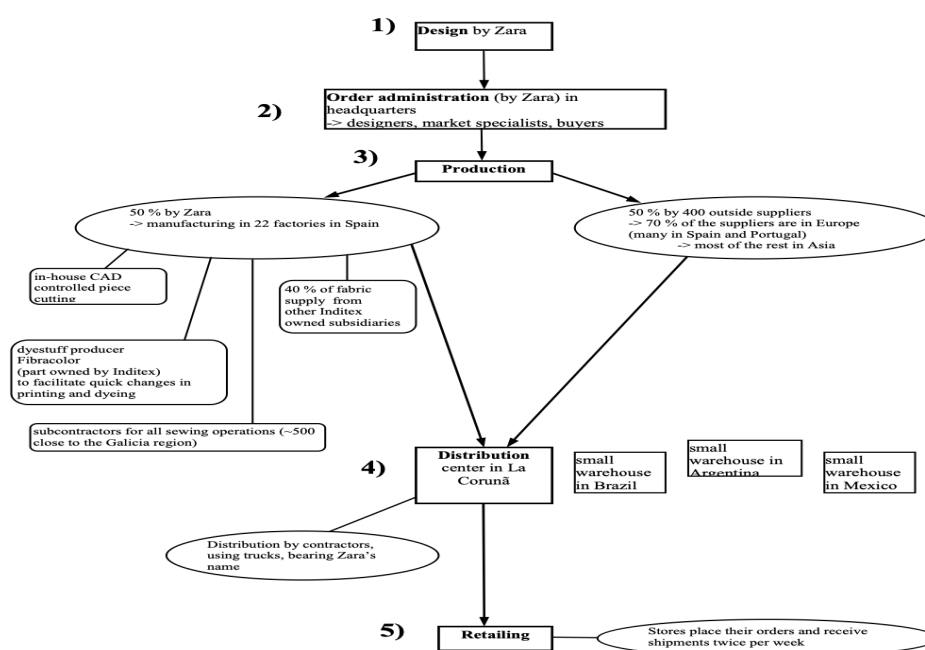 1)
Design by Zara
2)
Order administration (by Zara) in
headquarters
-> designers, market specialists, buyers
3)
Production
50 % by Zara
-> manufacturing in 22 factories in Spain
50 % by 400 outside suppliers
-> 70 % of the suppliers are in Europe
(many in Spain and Portugal)
-> most of the rest in Asia
in-house CAD
controlled piece
cutting
40 % of fabric
supply from
other Inditex
owned subsidiaries
dyestuff producer
Fibracolor
(part owned by Inditex)
to facilitate quick changes in
printing and dyeing
subcontractors for all sewing operations (~500
close to the Galicia region)
4)
Distribution
center in La
Corunã
small
warehouse
in Brazil
small
warehouse in
Argentina
small
warehouse
in Mexico
Distribution by contractors,
using trucks, bearing Zara's
name
5)
Retailing
Stores place their orders and receive
shipments twice per week